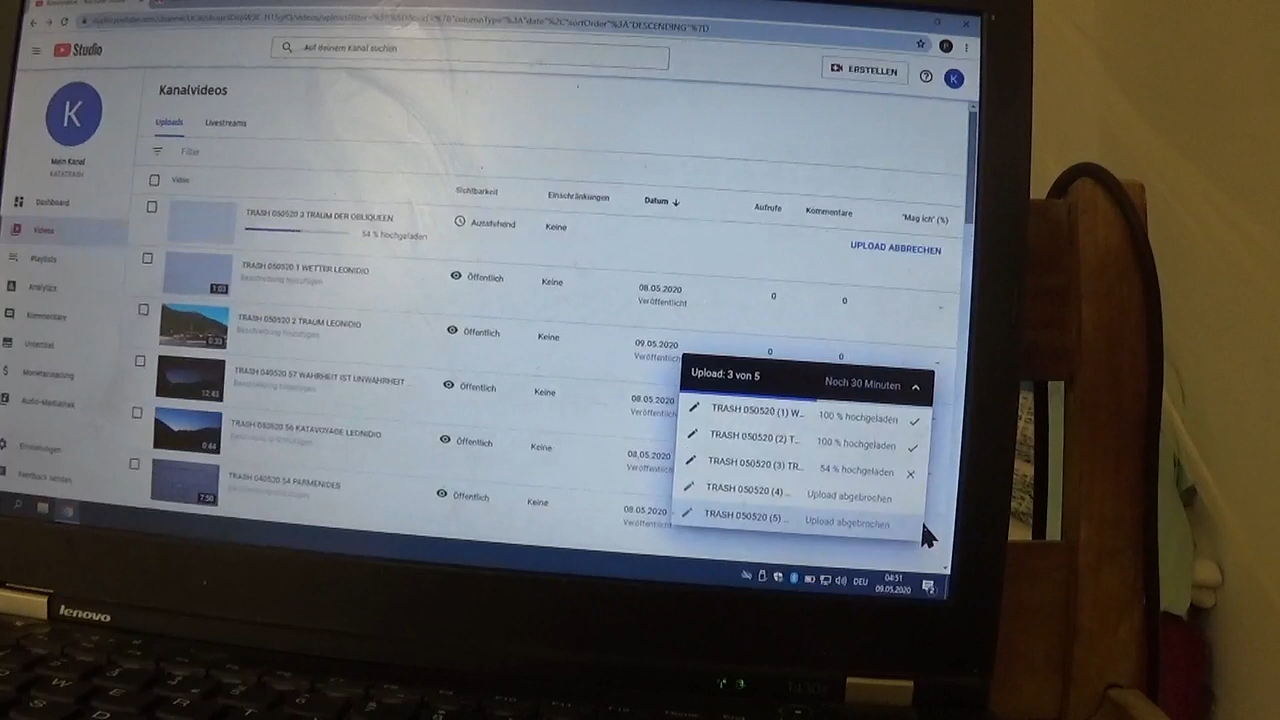 Studio
Auf deinem Kanal suchen
ERSTELLEN
K
K
Mein Kanal
KATATRASH
Dashboard
Videos
Playlists
Analytics
Kommentare
Untertitel
Monetarisierung
Audio-Mediathek
Einstellungen
Feedback senden
Kanalvideos
Uploads Livestreams
Filter
Video Sichtbarkeit Einschränkungen Datum Aufrufe Kommentare "Mag ich" (%)
TRASH 050520 3 TRAUM DER OBLIQUEEN Ausstehend Keine
54 % hochgeladen UPLOAD ABBRECHEN
TRASH 050520 1 WETTER LEONIDIO Öffentlich Keine 08.05.2020 0 0
Beschreibung hinzufügen Veröffentlicht
1:03
TRASH 050520 2 TRAUM LEONIDIO Öffentlich Keine 09.05.2020 0 0
Beschreibung hinzufügen Veröffentlicht
0:33
TRASH 040520 57 WAHRHEIT IST UNWAHRHEIT... Öffentlich Keine 08.05.2020
Beschreibung hinzufügen Veröffentlicht
12:43
TRASH 040520 56 KATAVOYAGE LEONIDIO Öffentlich Keine 08.05.2020
Beschreibung hinzufügen Veröffentlicht
0:44
TRASH 040520 54 PARMENIDES Öffentlich Keine 08.05.2020
Beschreibung hinzufügen Veröffentlicht
7:50
Upload: 3 von 5 Noch 30 Minuten
TRASH 050520 (1) W... 100 % hochgeladen
TRASH 050520 (2) T... 100 % hochgeladen
TRASH 050520 (3) TR... 54 % hochgeladen
TRASH 050520 (4)... Upload abgebrochen
TRASH 050520 (5)... Upload abgebrochen
DEU 04:51
09.05.2020
lenovo
W E
S D